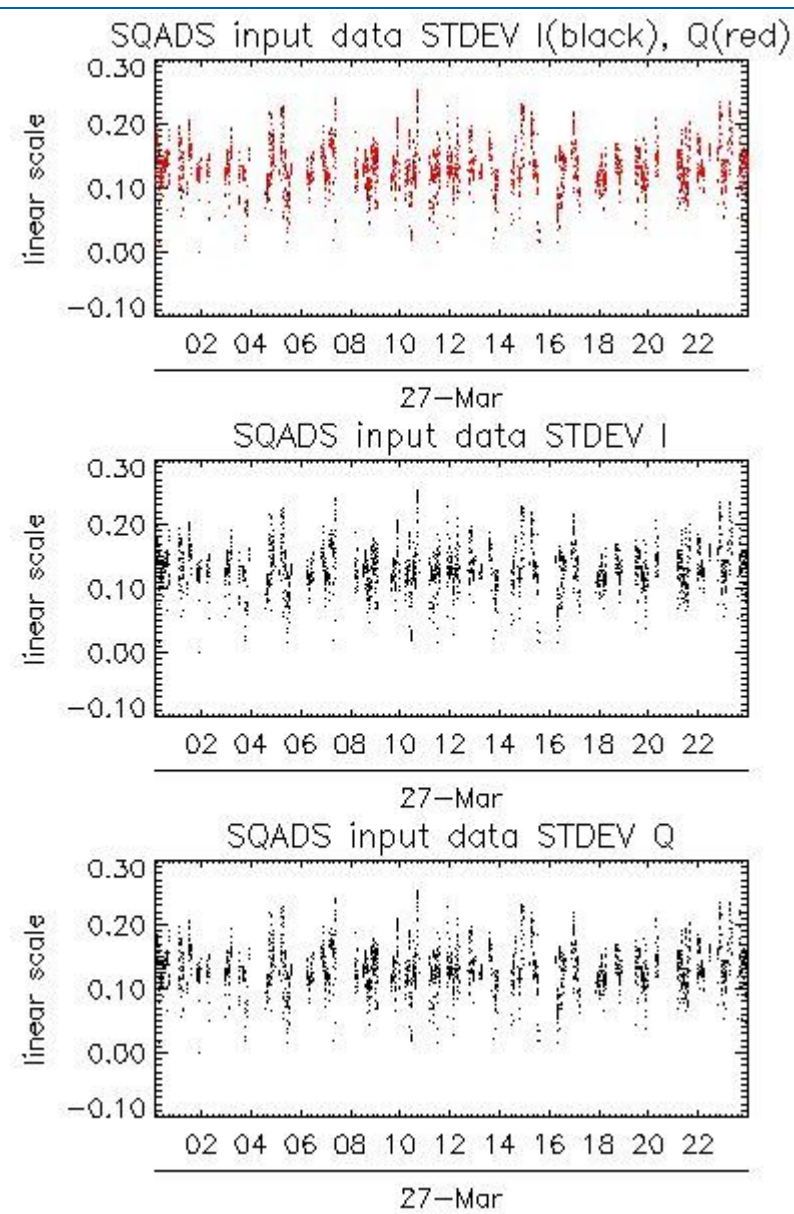 SQADS input data STDEV I(black), Q(red)
0.30
0.20
0.10
0.00
−0.10
linear scale
02 04 06 08 10 12 14 16 18 20 22
27−Mar
SQADS input data STDEV I
0.30
0.20
0.10
0.00
−0.10
linear scale
02 04 06 08 10 12 14 16 18 20 22
27−Mar
SQADS input data STDEV Q
0.30
0.20
0.10
0.00
−0.10
linear scale
02 04 06 08 10 12 14 16 18 20 22
27−Mar